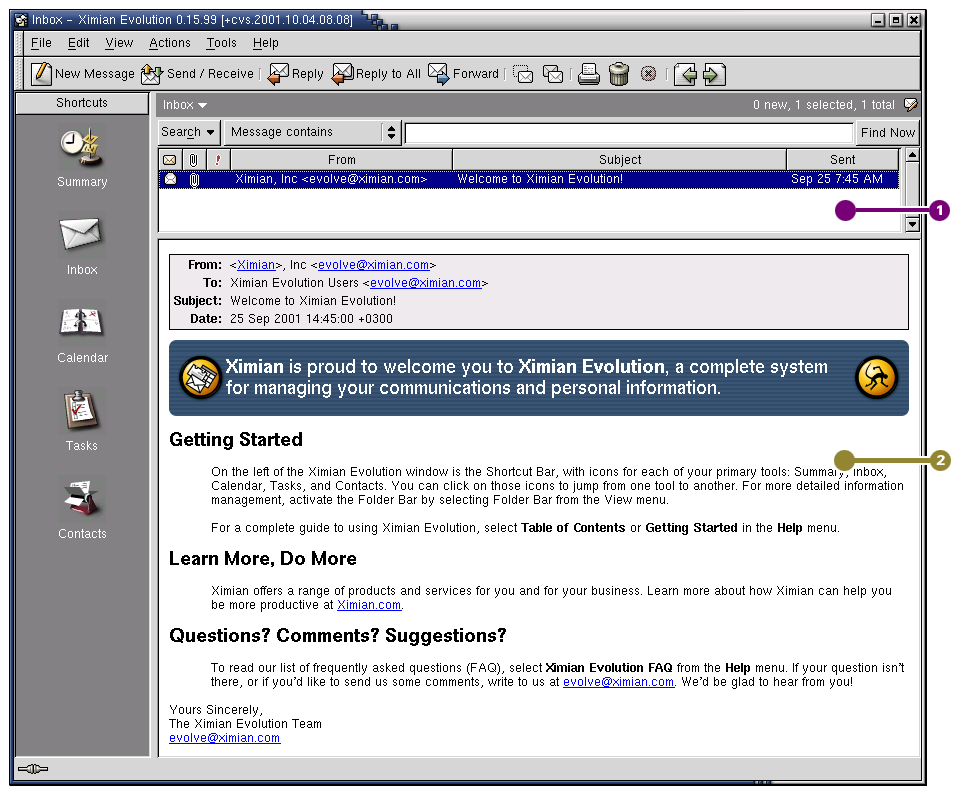 Inbox – Ximian Evolution 0.15.99 [+cvs.2001.10.04.08.08]
File Edit View Actions Tools Help
New Message Send / Receive Reply Reply to All Forward
Shortcuts
Inbox
0 new, 1 selected, 1 total
Search Message contains Find Now
! From Subject Sent
Ximian, Inc <evolve@ximian.com> Welcome to Ximian Evolution! Sep 25 7:45 AM
1
Summary
Inbox
Calendar
Tasks
Contacts
From: <Ximian>, Inc <evolve@ximian.com>
To: Ximian Evolution Users <evolve@ximian.com>
Subject: Welcome to Ximian Evolution!
Date: 25 Sep 2001 14:45:00 +0300
Ximian is proud to welcome you to Ximian Evolution, a complete system
for managing your communications and personal information.
Getting Started
2
On the left of the Ximian Evolution window is the Shortcut Bar, with icons for each of your primary tools: Summary, Inbox,
Calendar, Tasks, and Contacts. You can click on those icons to jump from one tool to another. For more detailed information
management, activate the Folder Bar by selecting Folder Bar from the View menu.
For a complete guide to using Ximian Evolution, select Table of Contents or Getting Started in the Help menu.
Learn More, Do More
Ximian offers a range of products and services for you and for your business. Learn more about how Ximian can help you
be more productive at Ximian.com.
Questions? Comments? Suggestions?
To read our list of frequently asked questions (FAQ), select Ximian Evolution FAQ from the Help menu. If your question isn't
there, or if you'd like to send us some comments, write to us at evolve@ximian.com. We'd be glad to hear from you!
Yours Sincerely,
The Ximian Evolution Team
evolve@ximian.com